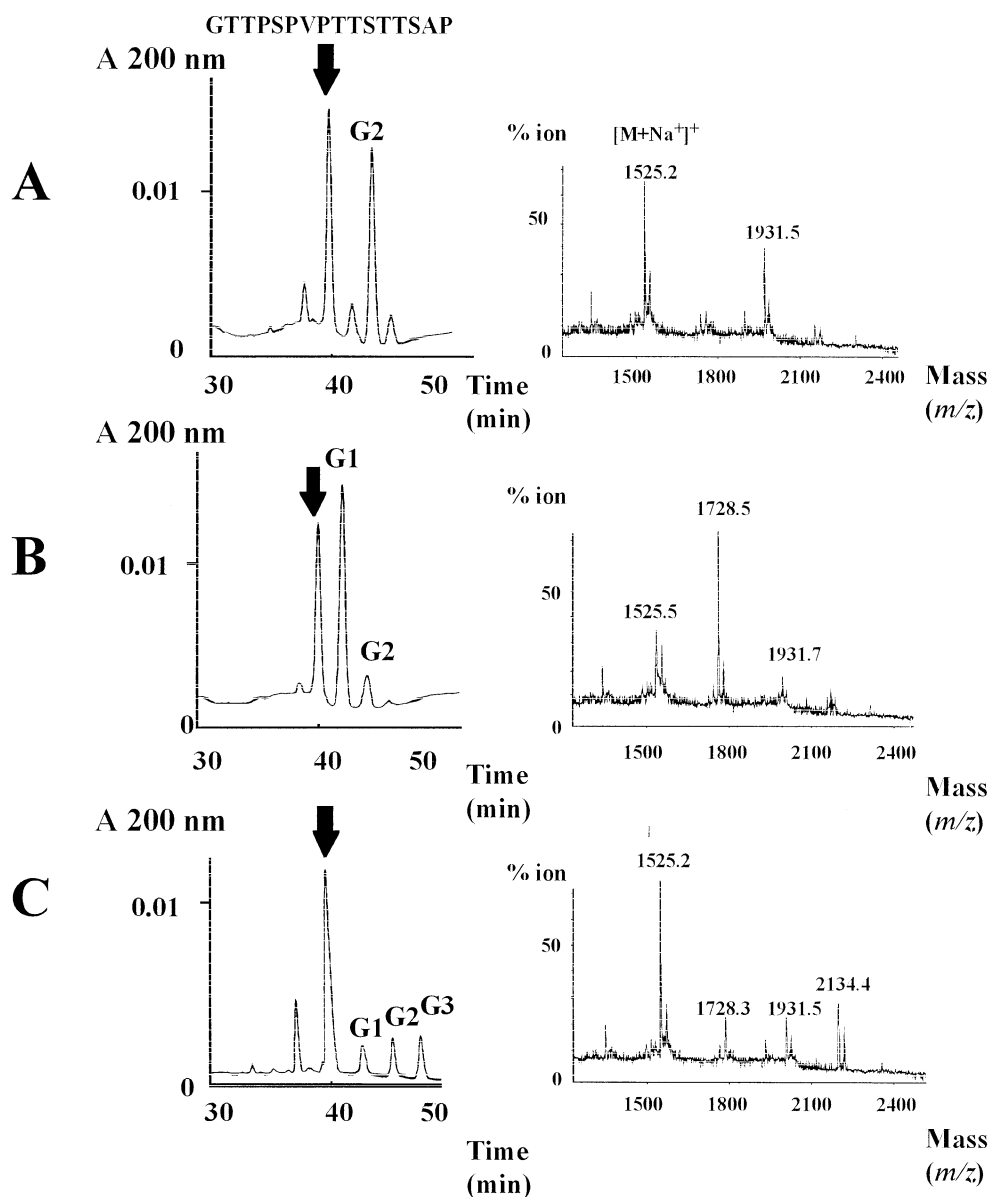 GTTPSPVPTTSTTSAP
A 200 nm
G2
A
0.01
0
30 40 50 Time
(min)
% ion
[M+Na⁺]⁺
1525.2
50
1931.5
0
1500 1800 2100 2400 Mass
(m/z)
A 200 nm
G1
B
0.01
G2
0
30 40 50
Time
(min)
% ion
1728.5
50
1525.5
1931.7
0
1500 1800 2100 2400
Mass
(m/z)
A 200 nm
C
0.01
G1 G2 G3
0
30 40 50
Time
(min)
% ion
1525.2
50
2134.4
1728.3 1931.5
0
1500 1800 2100 2400
Mass
(m/z)